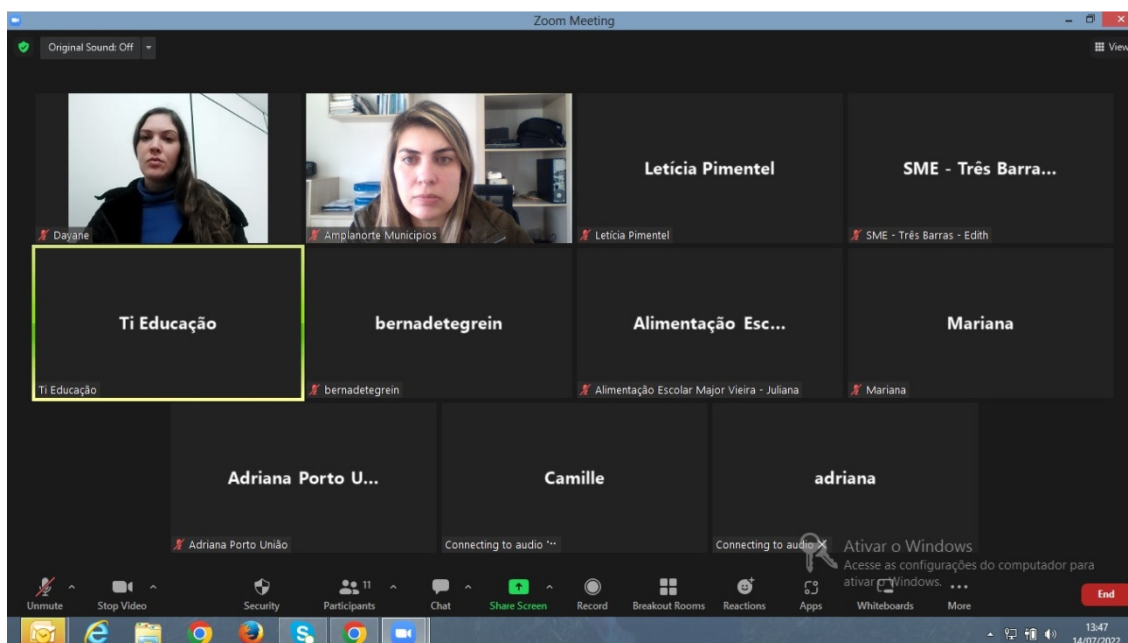 Zoom Meeting
Original Sound: Off
View
Dayane
Amplanorte Municipios
Letícia Pimentel
Letícia Pimentel
SME - Três Barra...
SME - Três Barras - Edith
Ti Educação
Ti Educação
bernadetegrein
bernadetegrein
Alimentação Esc...
Alimentação Escolar Major Vieira - Juliana
Mariana
Mariana
Adriana Porto U...
Adriana Porto União
Camille
Connecting to audio
adriana
Connecting to audio
Ativar o Windows
Acesse as configurações do computador para
ativar o Windows.
Unmute
Stop Video
Security
Participants 11
Chat
Share Screen
Record
Breakout Rooms
Reactions
Apps
Whiteboards
More
End
13:47
14/07/2022